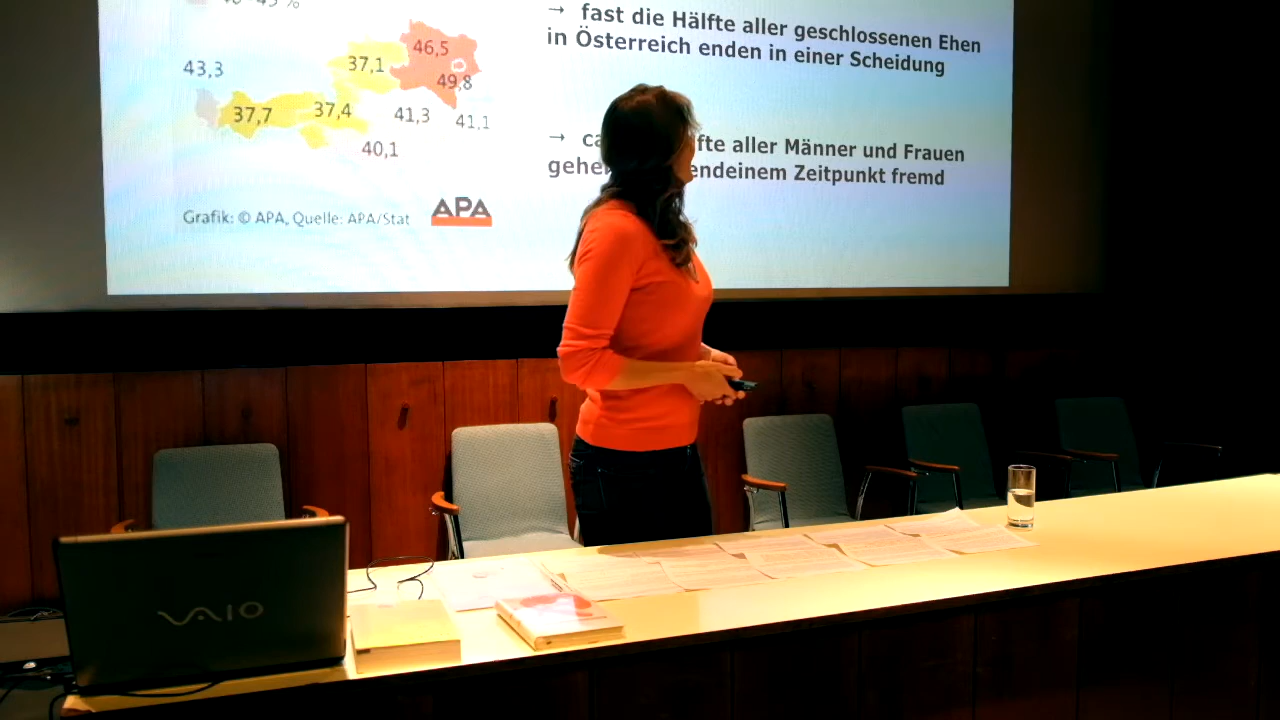 → fast die Hälfte aller geschlossenen Ehen
in Österreich enden in einer Scheidung
46,5
37,1
43,3
49,8
37,7
37,4
41,3
41,1
40,1
→ aller Männer und Frauen
Zeitpunkt fremd
Grafik: © APA, Quelle: APA/Stat
APA
VAIO